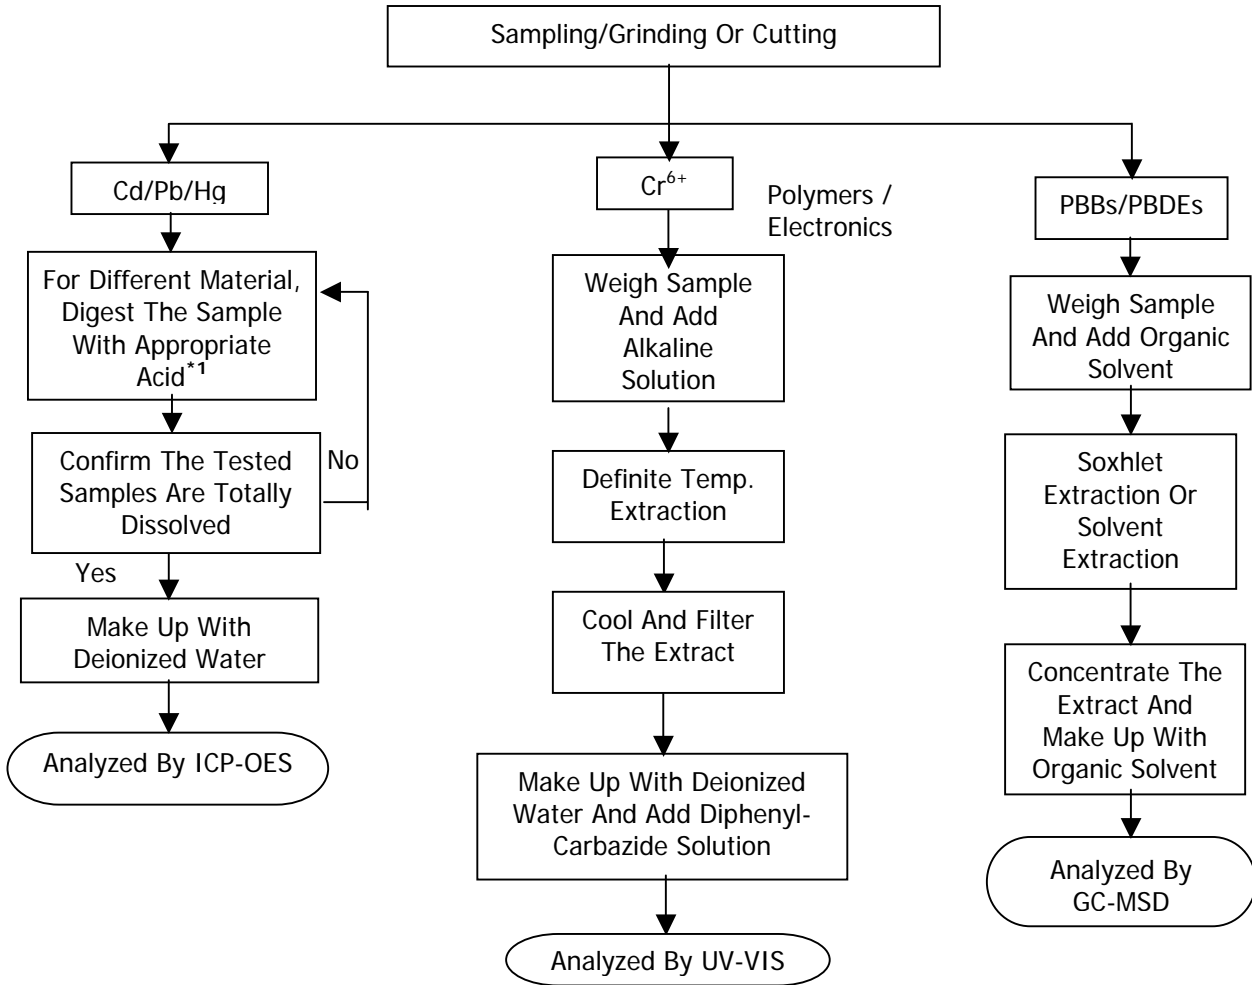 Sampling/Grinding Or Cutting
Cd/Pb/Hg
For Different Material,
Digest The Sample
With Appropriate
Acid*1
Confirm The Tested
Samples Are Totally
Dissolved
No
Yes
Make Up With
Deionized Water
Analyzed By ICP-OES
Cr6+
Polymers /
Electronics
Weigh Sample
And Add
Alkaline
Solution
Definite Temp.
Extraction
Cool And Filter
The Extract
Make Up With Deionized
Water And Add Diphenyl-
Carbazide Solution
Analyzed By UV-VIS
PBBs/PBDEs
Weigh Sample
And Add Organic
Solvent
Soxhlet
Extraction Or
Solvent
Extraction
Concentrate The
Extract And
Make Up With
Organic Solvent
Analyzed By
GC-MSD